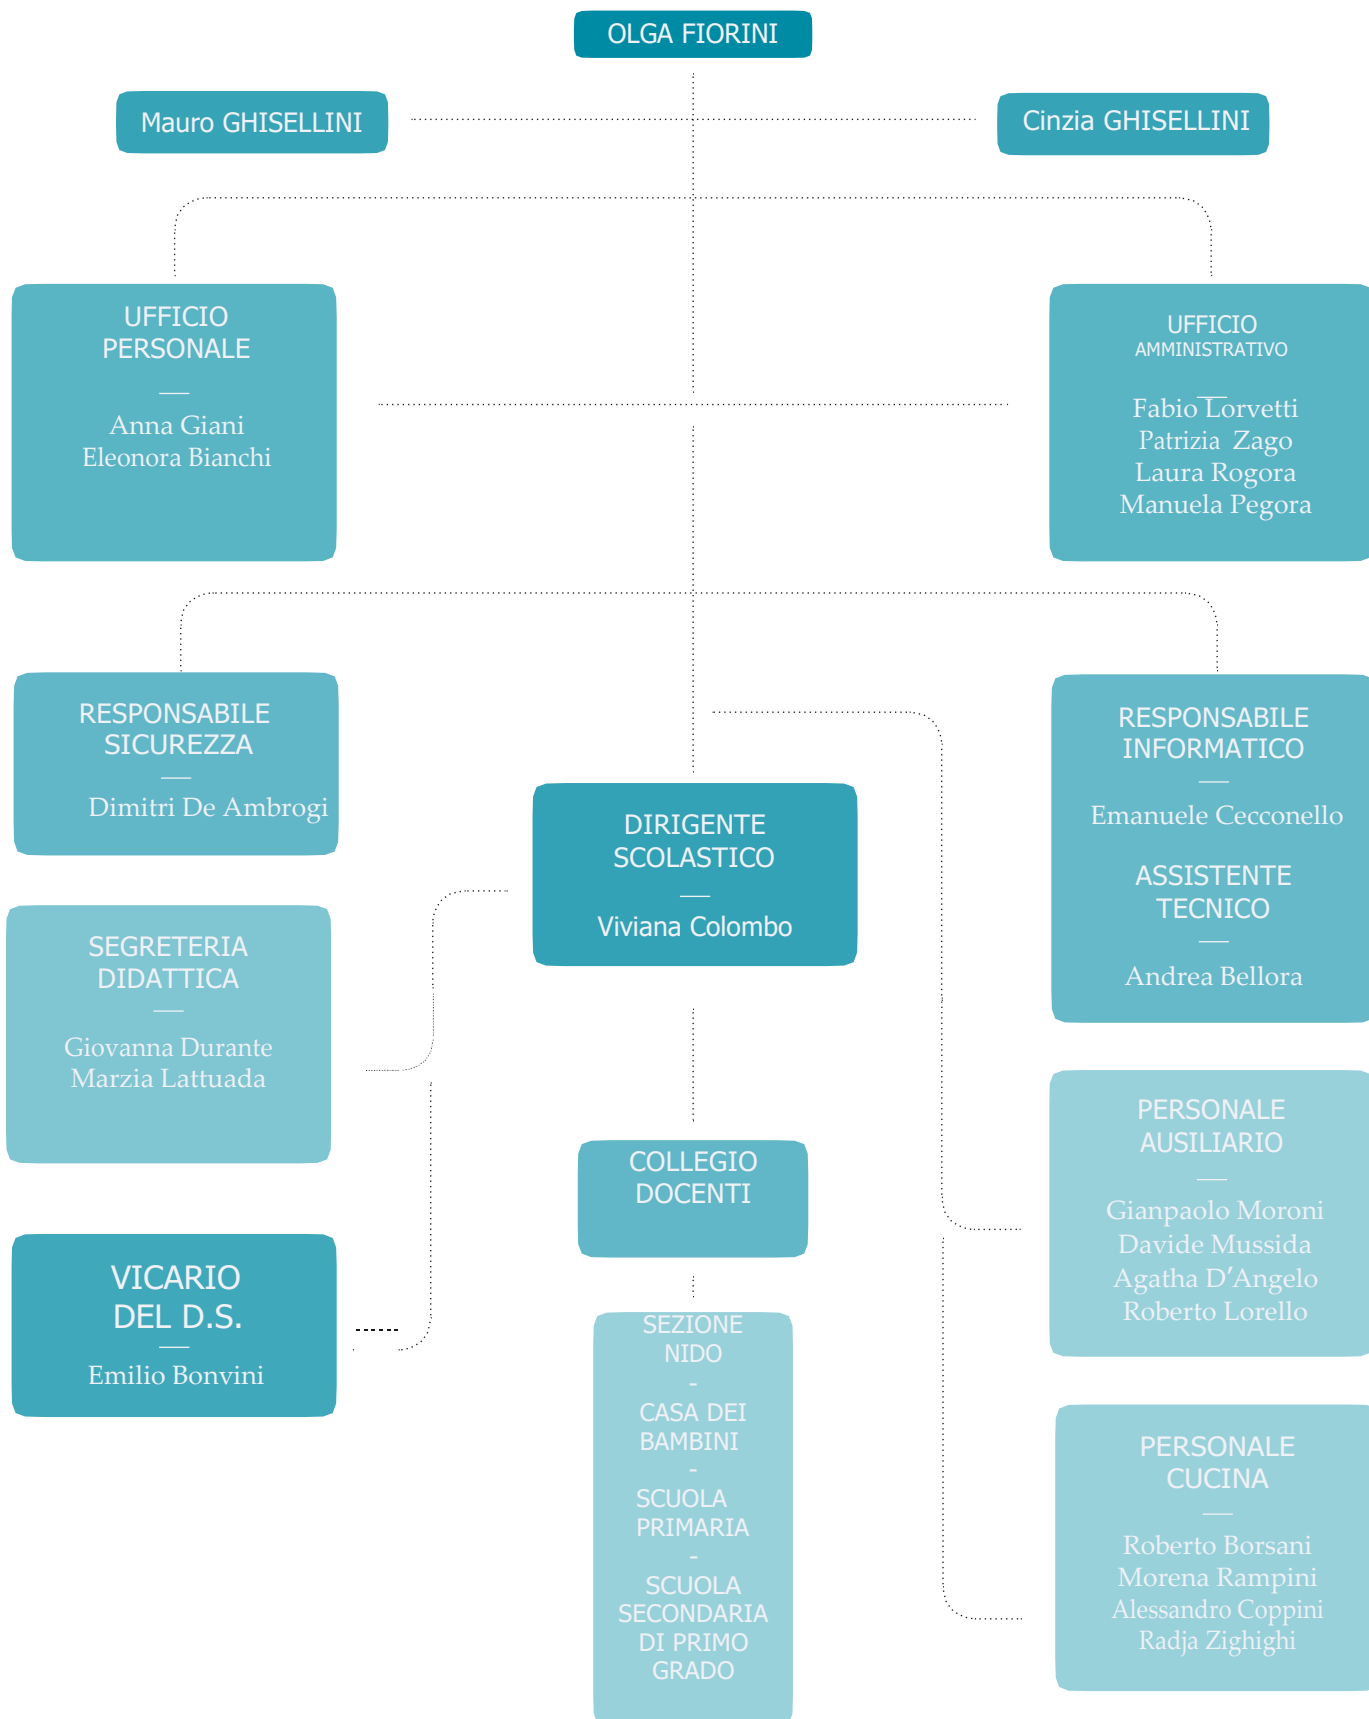 OLGA FIORINI
Mauro GHISELLINI
Cinzia GHISELLINI
UFFICIO
PERSONALE
Anna Giani
Eleonora Bianchi
UFFICIO
AMMINISTRATIVO
Fabio Lorvetti
Patrizia Zago
Laura Rogora
Manuela Pegora
RESPONSABILE
SICUREZZA
Dimitri De Ambrogi
RESPONSABILE
INFORMATICO
Emanuele Cecconello
ASSISTENTE
TECNICO
Andrea Bellora
DIRIGENTE
SCOLASTICO
Viviana Colombo
SEGRETERIA
DIDATTICA
Giovanna Durante
Marzia Lattuada
PERSONALE
AUSILIARIO
Gianpaolo Moroni
Davide Mussida
Agatha D'Angelo
Roberto Lorello
COLLEGIO
DOCENTI
VICARIO
DEL D.S.
Emilio Bonvini
SEZIONE
NIDO
-
CASA DEI
BAMBINI
-
SCUOLA
PRIMARIA
-
SCUOLA
SECONDARIA
DI PRIMO
GRADO
PERSONALE
CUCINA
Roberto Borsani
Morena Rampini
Alessandro Coppini
Radja Zighighi